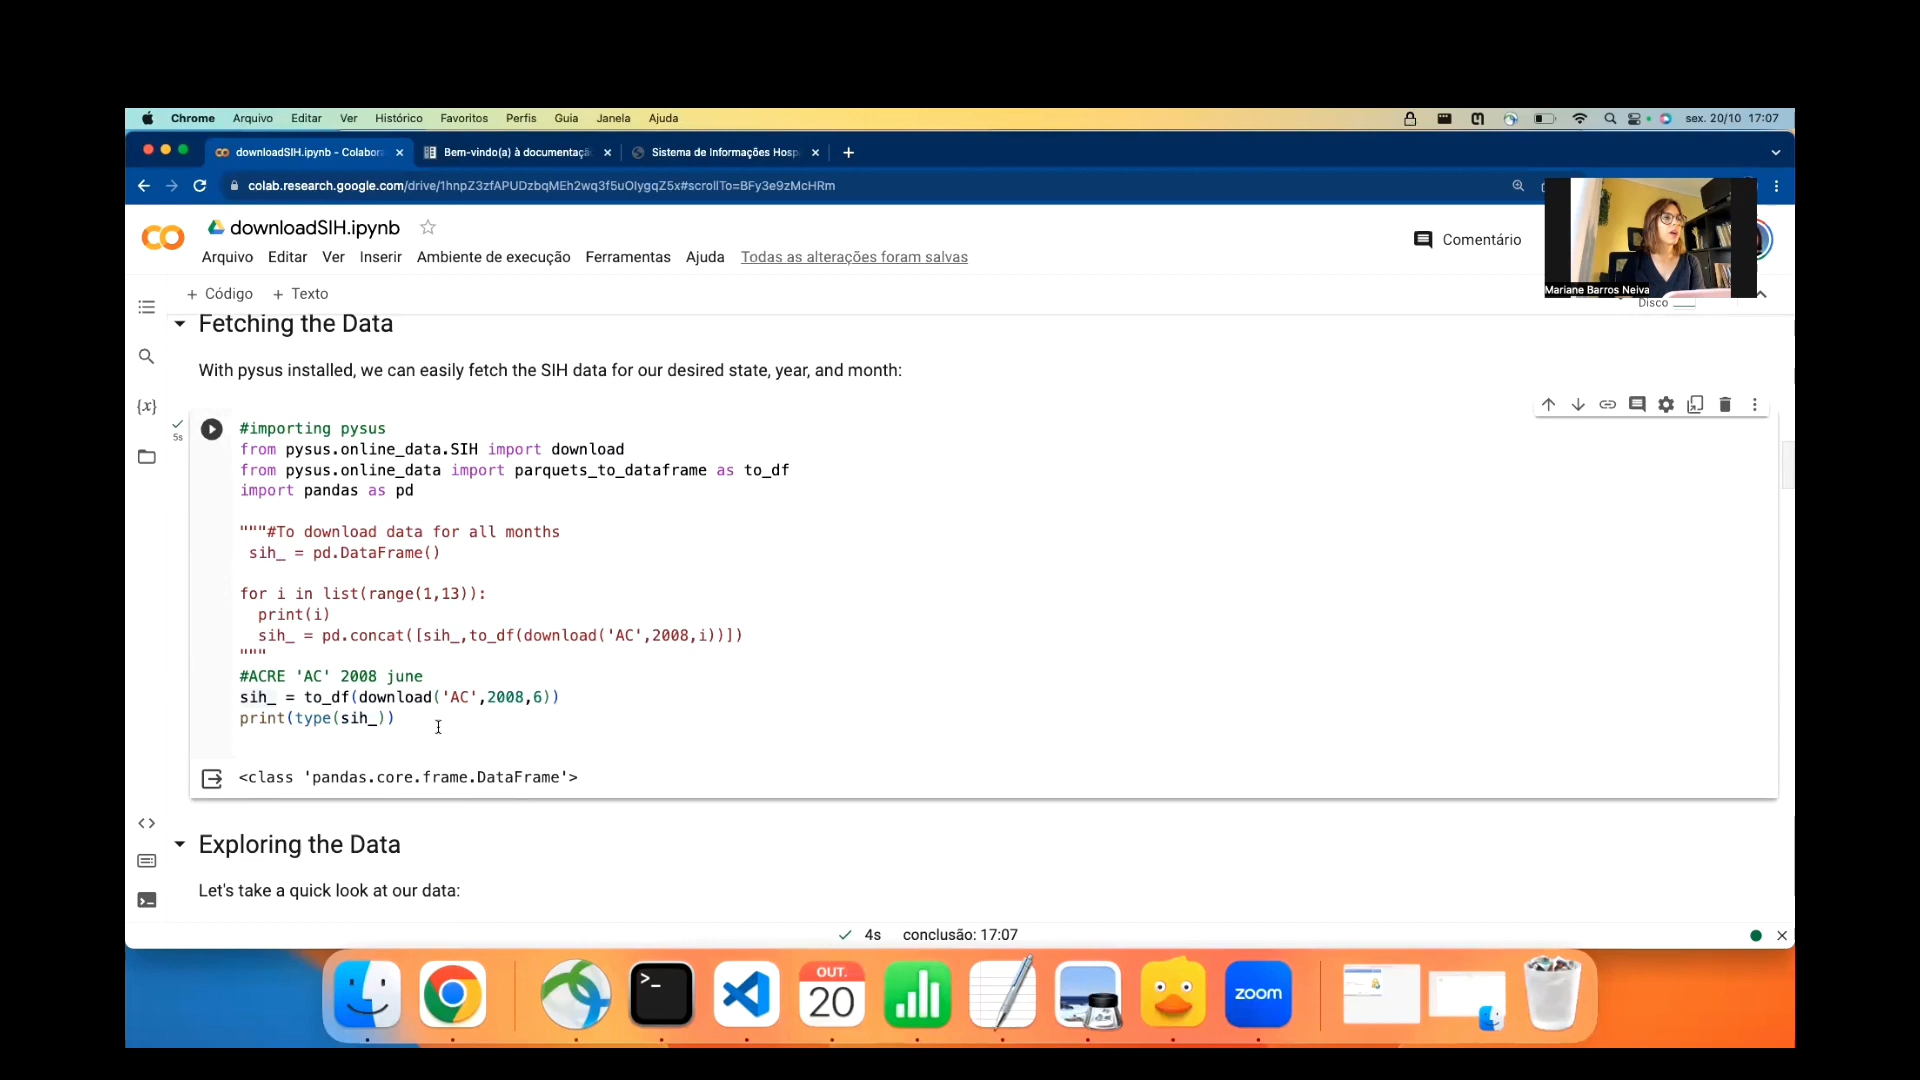 Chrome Arquivo Editar Ver Histórico Favoritos Perfis Guia Janela Ajuda sex. 20/10 17:07
downloadSIH.ipynb - Colabora Bem-vindo(a) à documentaçã Sistema de Informações Hosp
colab.research.google.com/drive/1hnpZ3zfAPUDzbqMEh2wq3f5uOlygqZ5x#scrollTo=BFy3e9zMcHRm
downloadSIH.ipynb
Comentário
Arquivo Editar Ver Inserir Ambiente de execução Ferramentas Ajuda Todas as alterações foram salvas
Mariane Barros Neiva
+ Código + Texto
Disco
Fetching the Data
With pysus installed, we can easily fetch the SIH data for our desired state, year, and month:
{x}
5s
#importing pysus
from pysus.online_data.SIH import download
from pysus.online_data import parquets_to_dataframe as to_df
import pandas as pd
"""#To download data for all months
sih_ = pd.DataFrame()
for i in list(range(1,13)):
print(i)
sih_ = pd.concat([sih_,to_df(download('AC',2008,i))])
"""
#ACRE 'AC' 2008 june
sih_ = to_df(download('AC',2008,6))
print(type(sih_))
<class 'pandas.core.frame.DataFrame'>
Exploring the Data
Let's take a quick look at our data:
4s conclusão: 17:07
OUT.
20
zoom